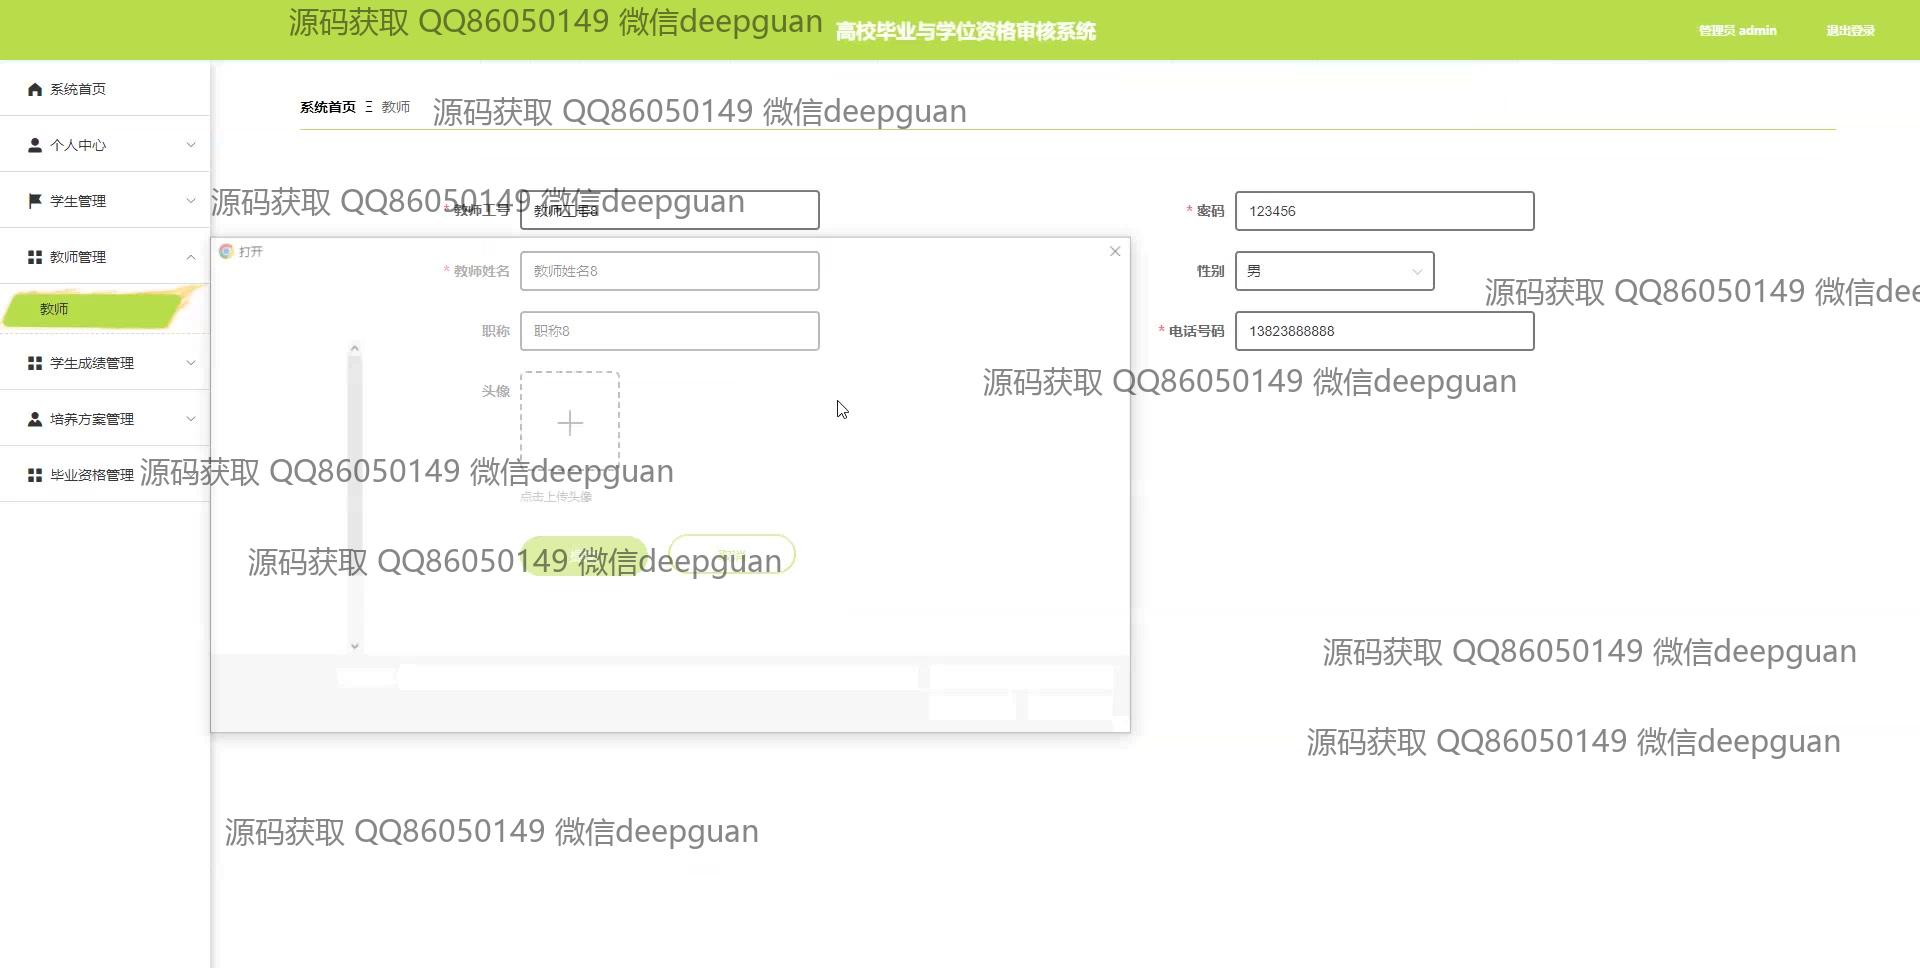 源码获取 QQ86050149 微信deepguan
高校毕业与学位资格审核系统
管理员 admin
退出登录
系统首页
个人中心
学生管理
教师管理
教师
学生成绩管理
培养方案管理
毕业资格管理
系统首页 Ξ 教师
源码获取 QQ86050149 微信deepguan
源码获取 QQ86050149 微信deepguan
* 教师工号
教师工号8
* 密码
123456
打开
* 教师姓名
教师姓名8
性别
男
源码获取 QQ86050149 微信dee
职称
职称8
* 电话号码
13823888888
源码获取 QQ86050149 微信deepguan
头像
源码获取 QQ86050149 微信deepguan
点击上传头像
源码获取 QQ86050149 微信deepguan
源码获取 QQ86050149 微信deepguan
源码获取 QQ86050149 微信deepguan
源码获取 QQ86050149 微信deepguan